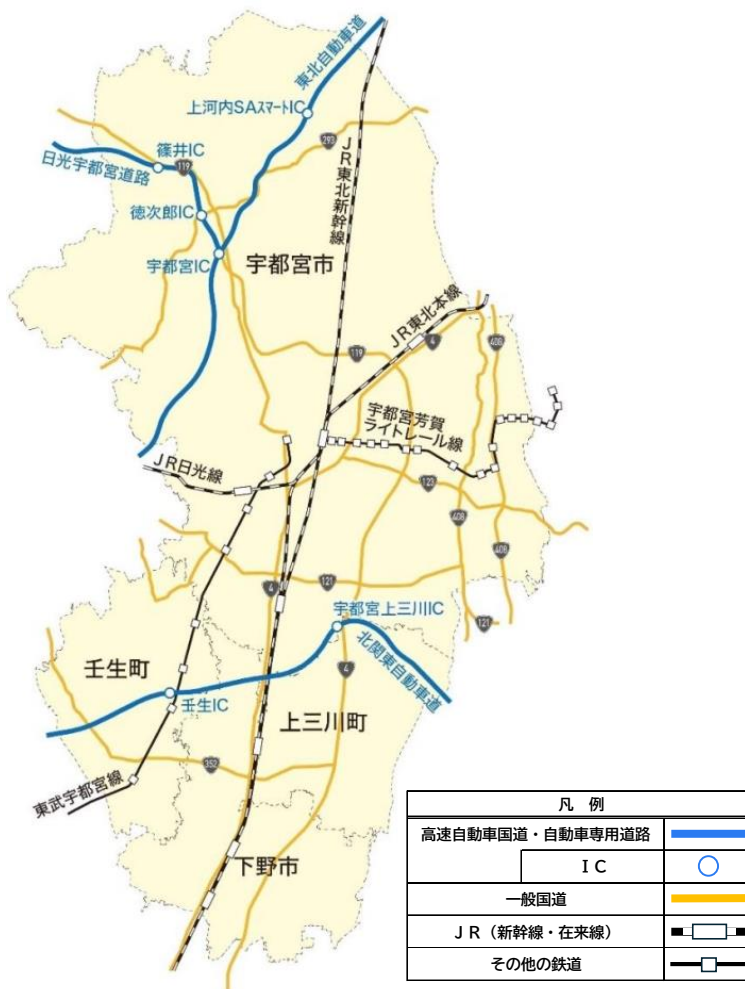 東北自動車道
上河内SAスマートIC
293
JR東北新幹線
篠井IC
119
日光宇都宮道路
徳次郎IC
宇都宮IC
宇都宮市
JR東北本線
4
119
408
宇都宮芳賀
ライトレール線
JR日光線
123
408
408
4
121
宇都宮上三川IC
121
北関東自動車道
4
壬生町
壬生IC
上三川町
352
東武宇都宮線
下野市
凡 例
高速自動車国道・自動車専用道路
IC
一般国道
JR（新幹線・在来線）
その他の鉄道